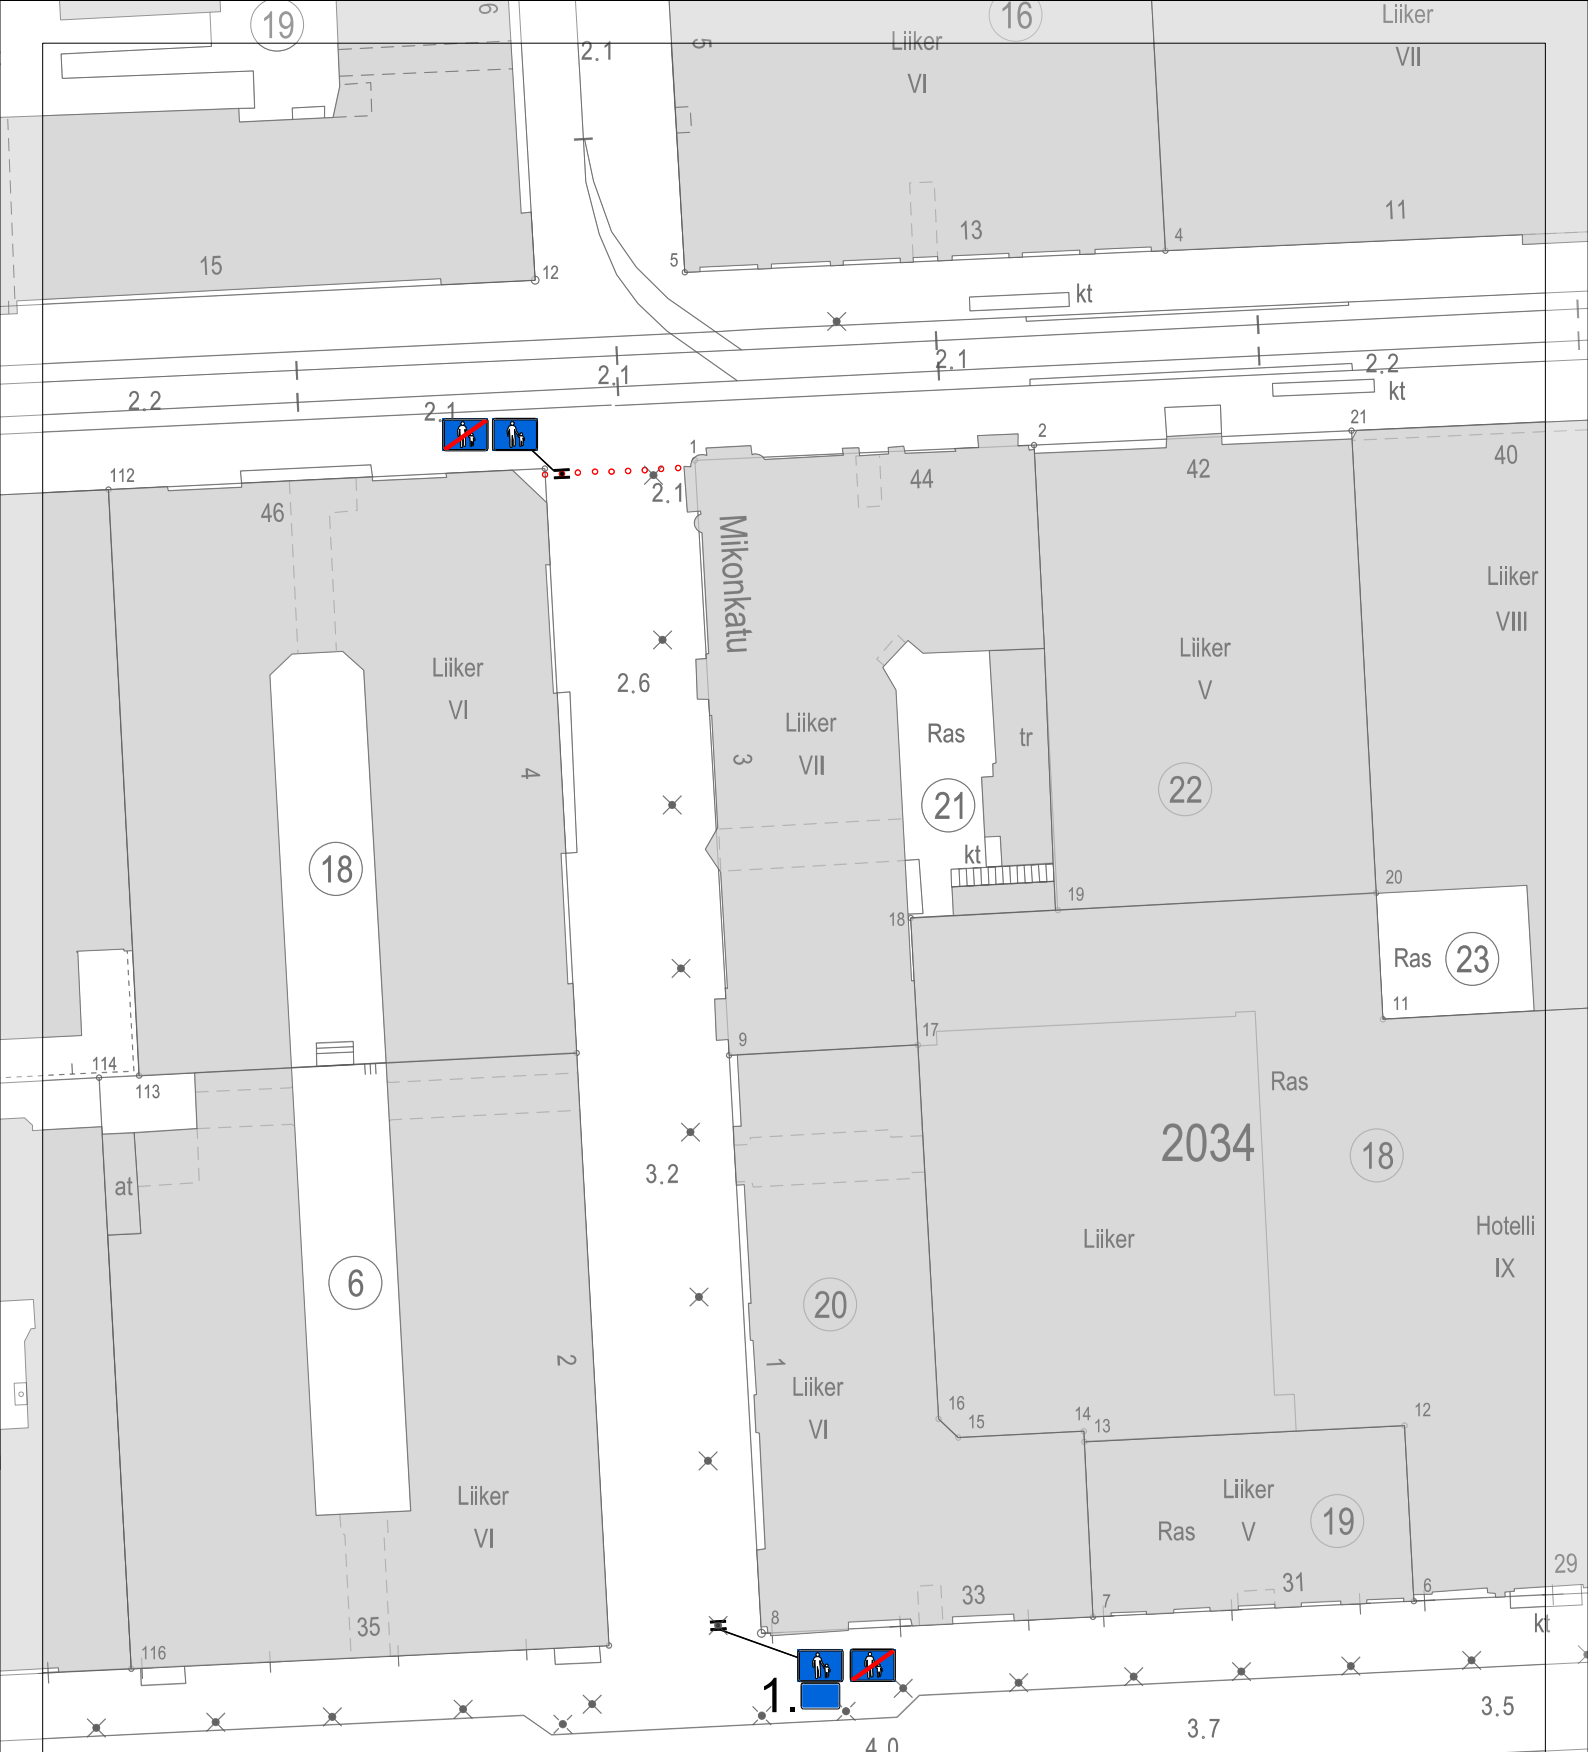 19
6
2.1
5
16
Liiker
VI
Liiker
VII
15
12
5
13
4
11
kt
2.2
2.1
2.1
2.1
2.2
kt
112
46
1
2.1
2
44
42
21
40
Mikonkatu
Liiker
VI
2.6
4
3
Liiker
VII
Ras
tr
21
kt
Liiker
V
22
Liiker
VIII
18
18
19
20
Ras
23
11
9
17
114
113
at
3.2
Ras
2034
18
Liiker
Hotelli
IX
6
20
2
1
Liiker
VI
16
15
14
13
12
Liiker
VI
Liiker
Ras
V
19
35
116
8
33
7
31
6
29
kt
1.
4.0
3.7
3.5